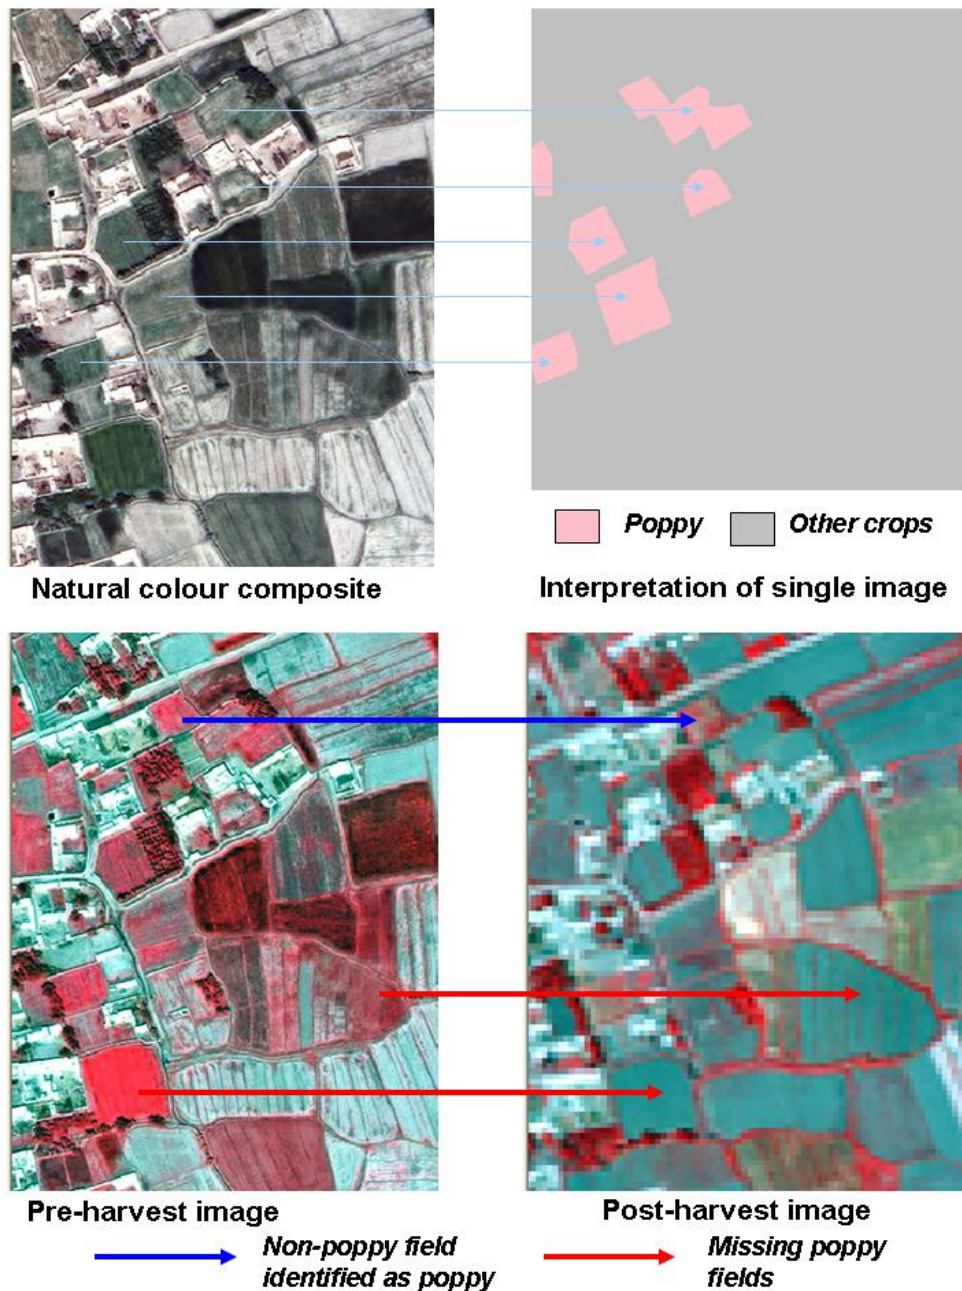 Poppy
Other crops
Natural colour composite
Interpretation of single image
Pre-harvest image
Post-harvest image
Non-poppy field
identified as poppy
Missing poppy
fields